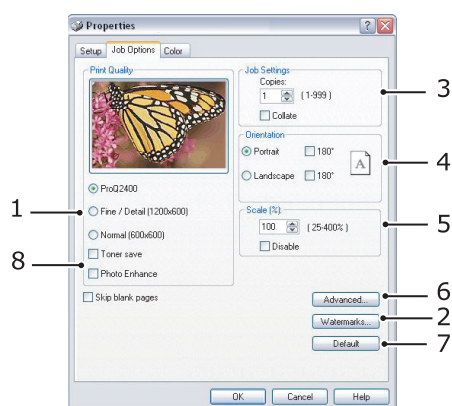 Properties
Setup Job Options Color
Print Quality
ProQ2400
Fine / Detail (1200x600)
Normal (600x600)
Toner save
Photo Enhance
Skip blank pages
Job Settings
Copies:
1 ( 1-999 )
Collate
Orientation
Portrait 180°
Landscape 180°
A
Scale (%):
100 ( 25-400% )
Disable
Advanced...
Watermarks...
Default
OK Cancel Help
1
8
3
4
5
6
2
7